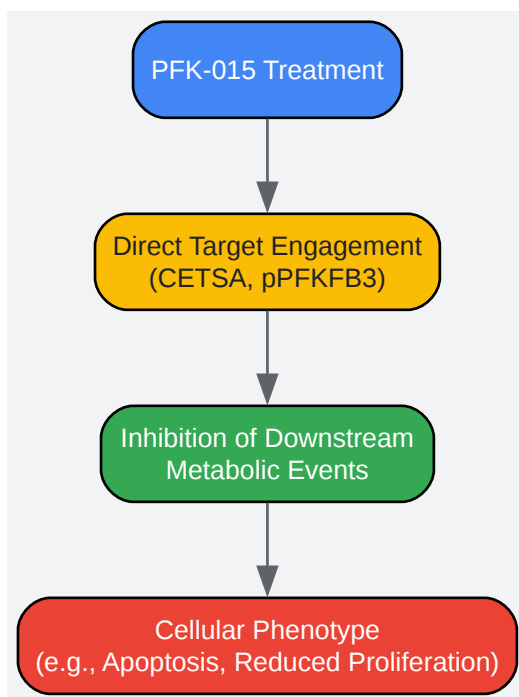 PFK-015 Treatment
Direct Target Engagement
(CETSA, pPFKFB3)
Inhibition of Downstream
Metabolic Events
Cellular Phenotype
(e.g., Apoptosis, Reduced Proliferation)